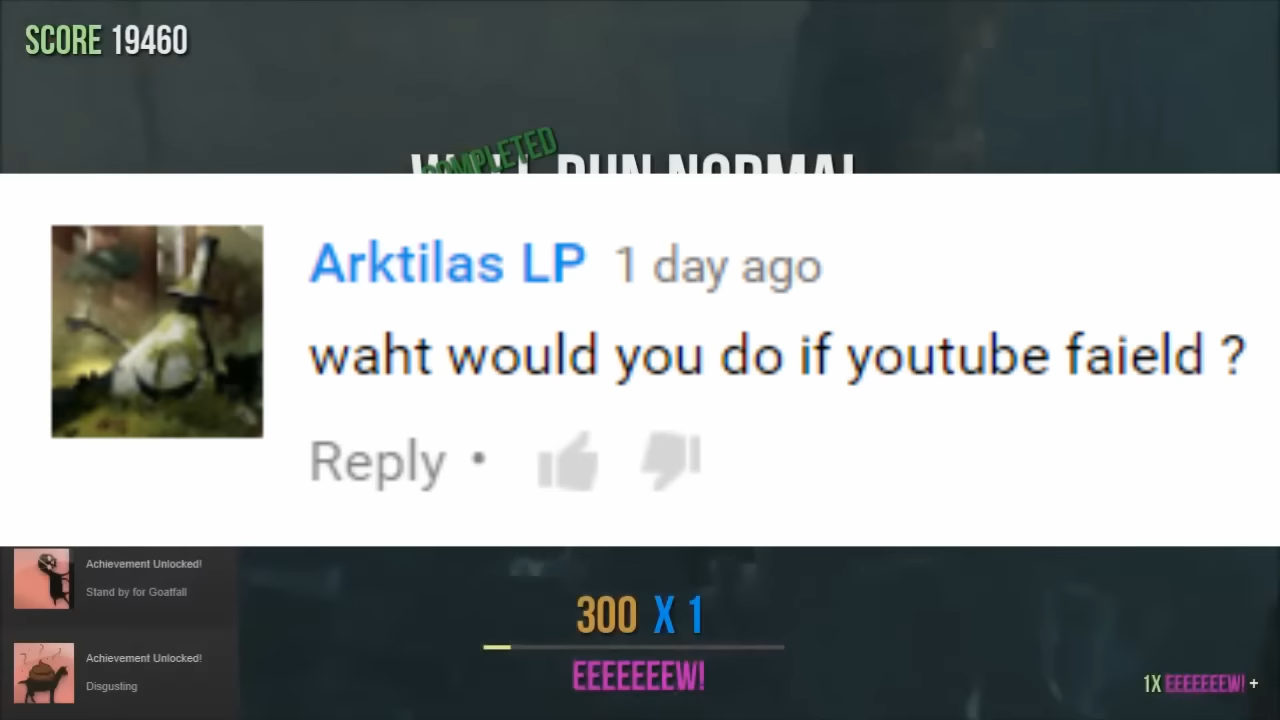 SCORE 19460
COMPLETED
RUN NORMAL
Arktilas LP 1 day ago
waht would you do if youtube faield ?
Reply •
Achievement Unlocked!
Stand by for Goatfall
300 X 1
Achievement Unlocked!
Disgusting
EEEEEEEW!
1X EEEEEEEW! +